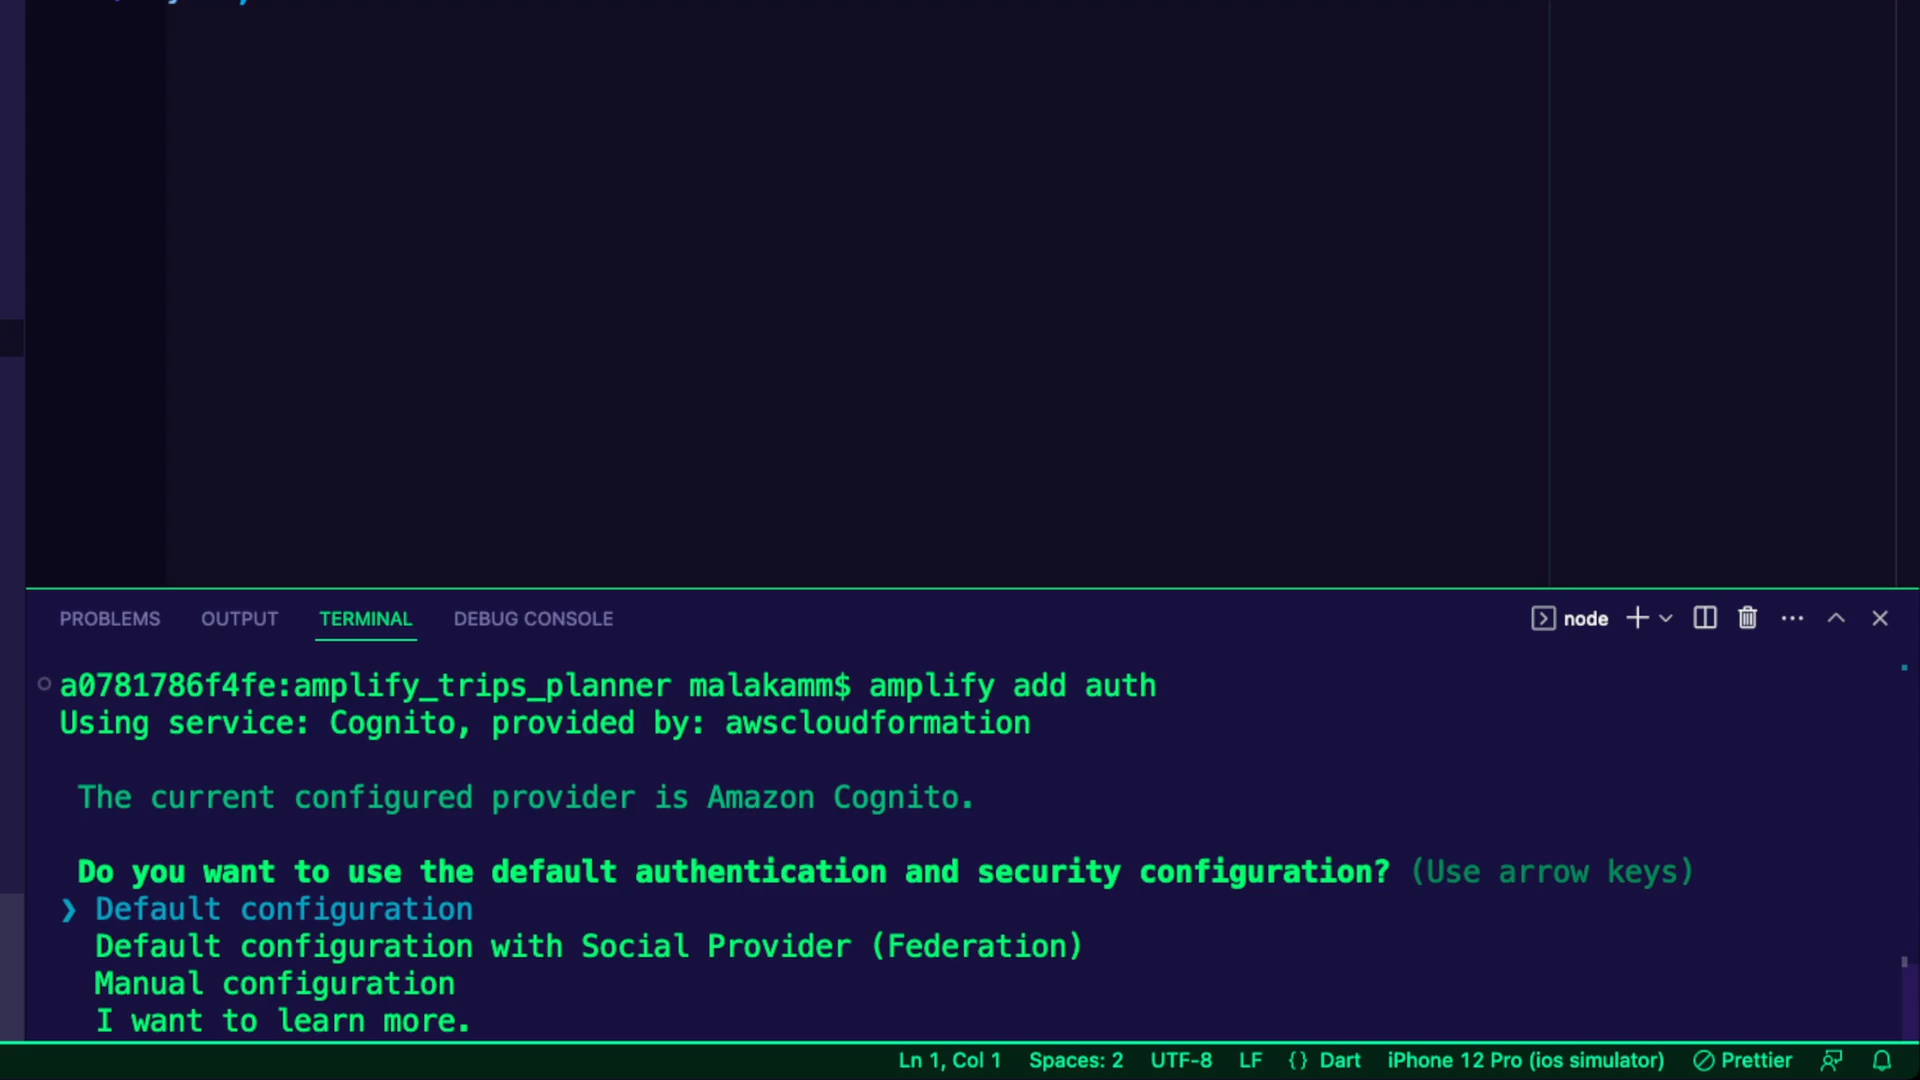 PROBLEMS OUTPUT TERMINAL DEBUG CONSOLE node
a0781786f4fe:amplify_trips_planner malakamm$ amplify add auth
Using service: Cognito, provided by: awscloudformation
The current configured provider is Amazon Cognito.
Do you want to use the default authentication and security configuration? (Use arrow keys)
❯ Default configuration
Default configuration with Social Provider (Federation)
Manual configuration
I want to learn more.
Ln 1, Col 1 Spaces: 2 UTF-8 LF {} Dart iPhone 12 Pro (ios simulator) Prettier